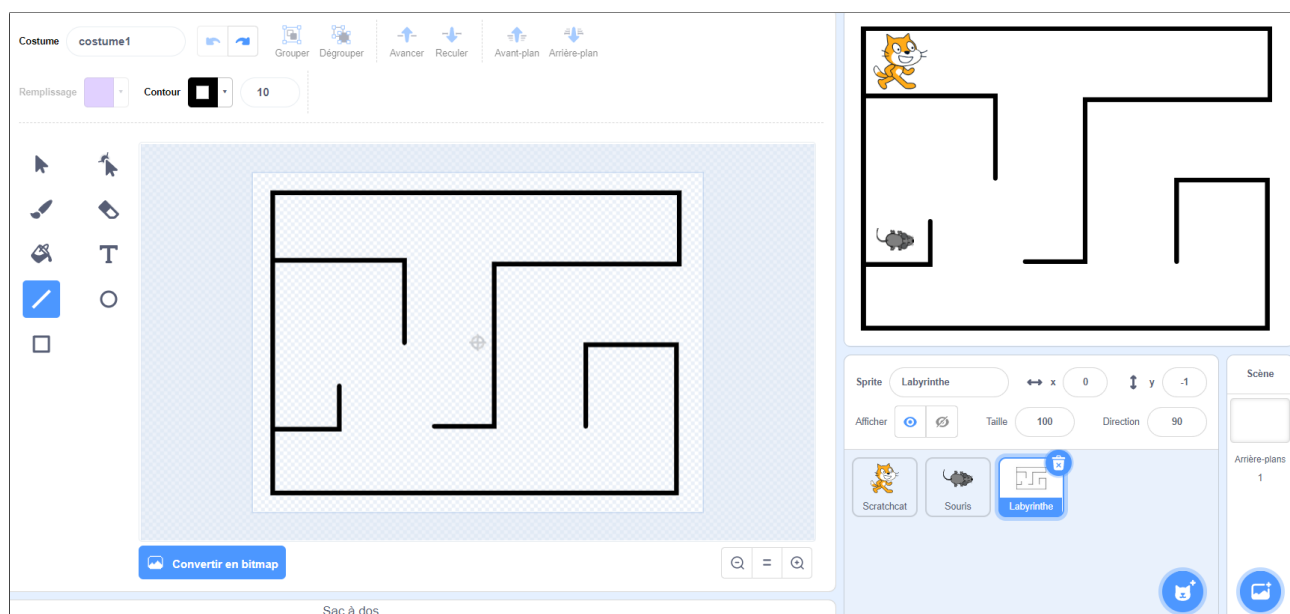 Costume costume1
Grouper Dégrouper Avancer Reculer Avant-plan Arrière-plan
Remplissage Contour 10
T
Convertir en bitmap
Sac à dos
Sprite Labyrinthe x 0 y -1
Afficher Taille 100 Direction 90
Scratchcat Souris Labyrinthe
Scène
Arrière-plans
1